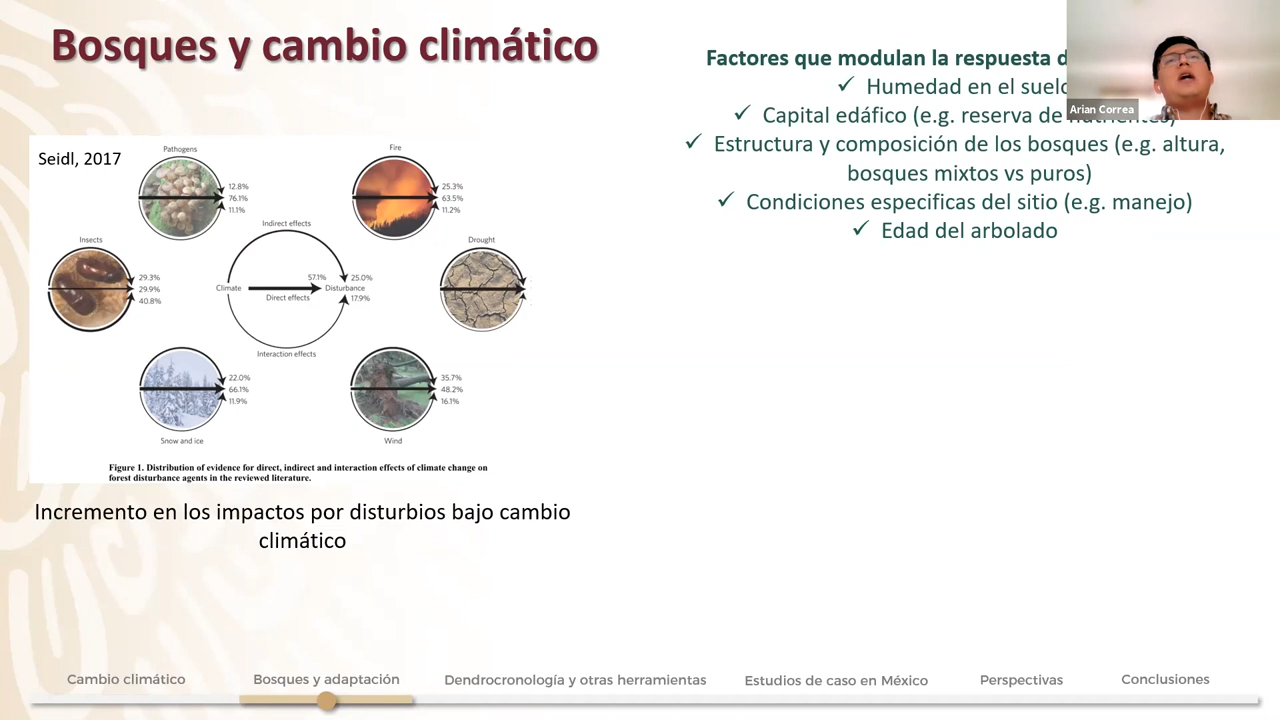 Bosques y cambio climático
Factores que modulan la respuesta
Humedad en el suelo
Capital edáfico (e.g. reserva de nutrientes)
Estructura y composición de los bosques (e.g. altura,
bosques mixtos vs puros)
Condiciones especificas del sitio (e.g. manejo)
Edad del arbolado
Arian Correa
Seidl, 2017
Pathogens
12.8%
76.1%
11.1%
Fire
25.3%
63.5%
11.2%
Insects
29.3%
29.9%
40.8%
Indirect effects
Climate
57.1%
Direct effects
Disturbance
25.0%
17.9%
Interaction effects
Drought
Snow and ice
22.0%
66.1%
11.9%
Wind
35.7%
48.2%
16.1%
Figure 1. Distribution of evidence for direct, indirect and interaction effects of climate change on
forest disturbance agents in the reviewed literature.
Incremento en los impactos por disturbios bajo cambio
climático
Cambio climático
Bosques y adaptación
Dendrocronología y otras herramientas
Estudios de caso en México
Perspectivas
Conclusiones